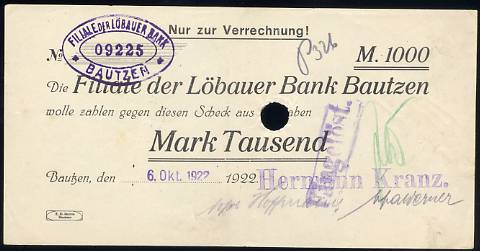 Nur zur Verrechnung!
FILIALE DER LÖBAUER BANK
09225
BAUTZEN
No
M. 1000
Die Filiale der Löbauer Bank Bautzen
wolle zahlen gegen diesen Scheck aus haben
Mark Tausend
Bautzen, den 6. Okt. 1922 1922
Hermann Kranz.